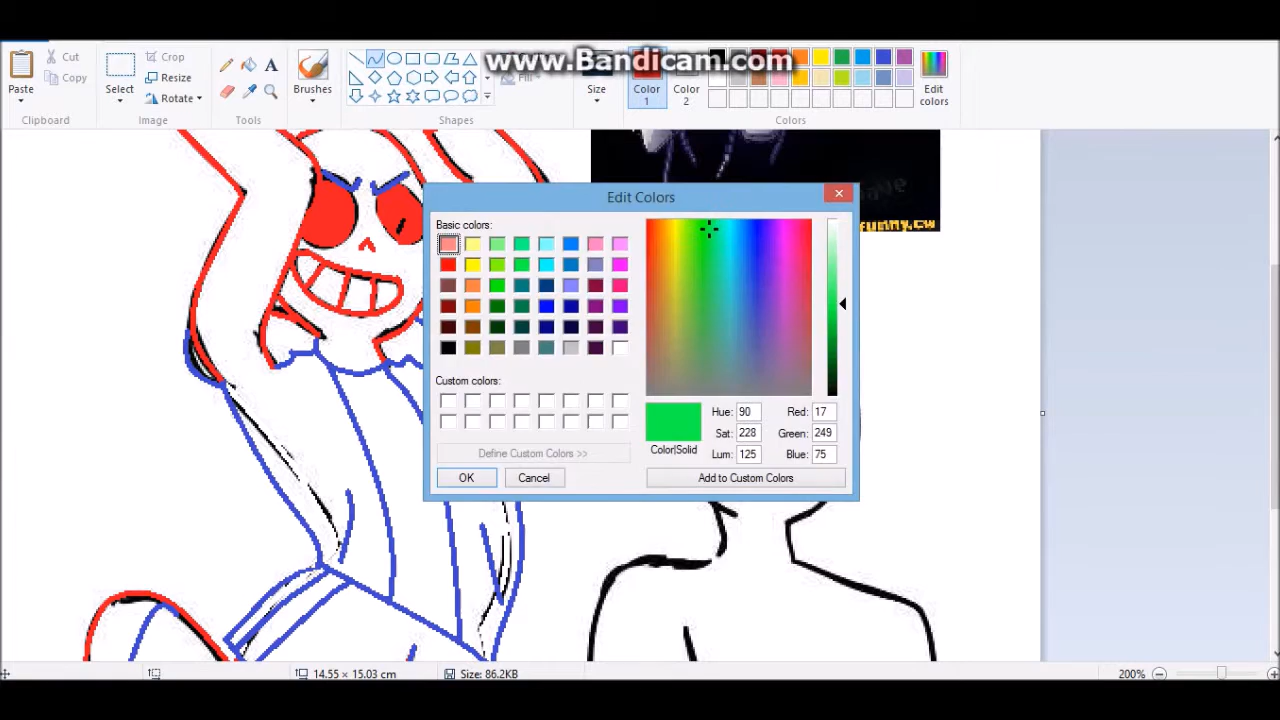 www.Bandicam.com
Paste
Cut
Copy
Clipboard
Select
Crop
Resize
Rotate
Image
Tools
Brushes
Fill
Shapes
Size
Color 1
Color 2
Edit colors
Colors
funny.cw
Edit Colors
Basic colors:
Custom colors:
Define Custom Colors >>
OK
Cancel
Color|Solid
Hue: 90
Sat: 228
Lum: 125
Red: 17
Green: 249
Blue: 75
Add to Custom Colors
14.55 × 15.03 cm
Size: 86.2KB
200%